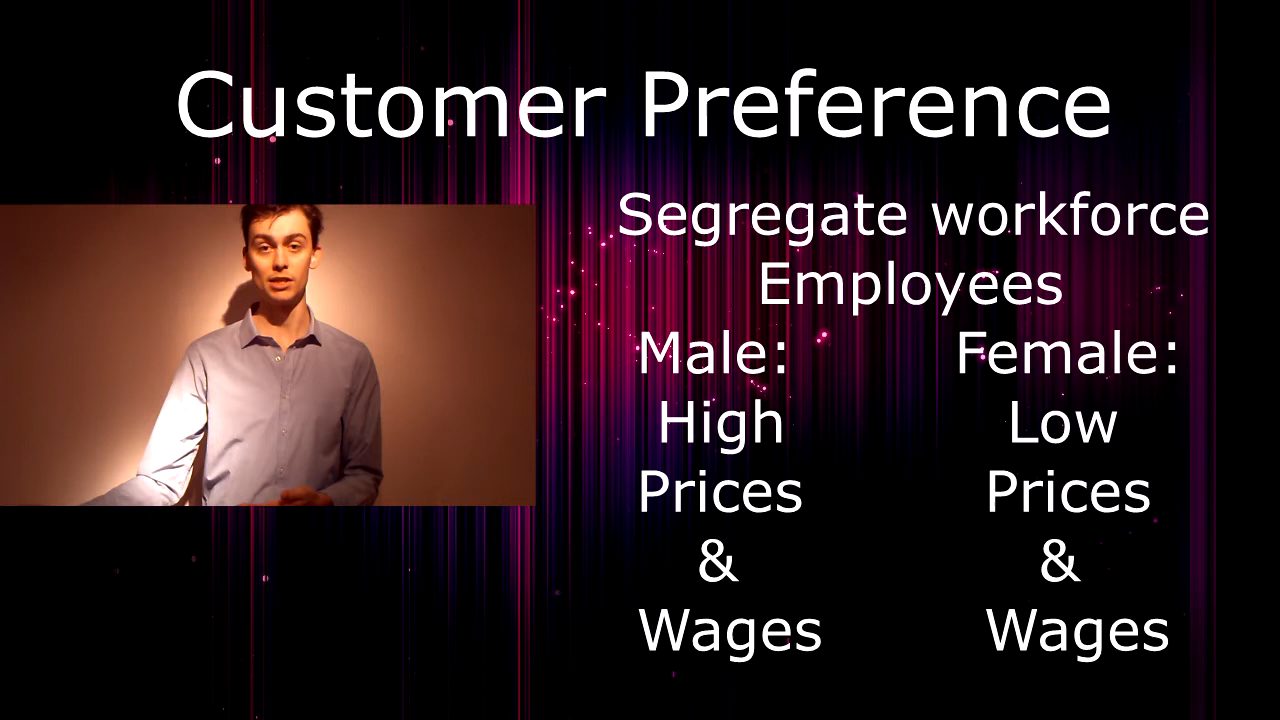 Customer Preference
Segregate workforce
Employees
Male: Female:
High Low
Prices Prices
& &
Wages Wages